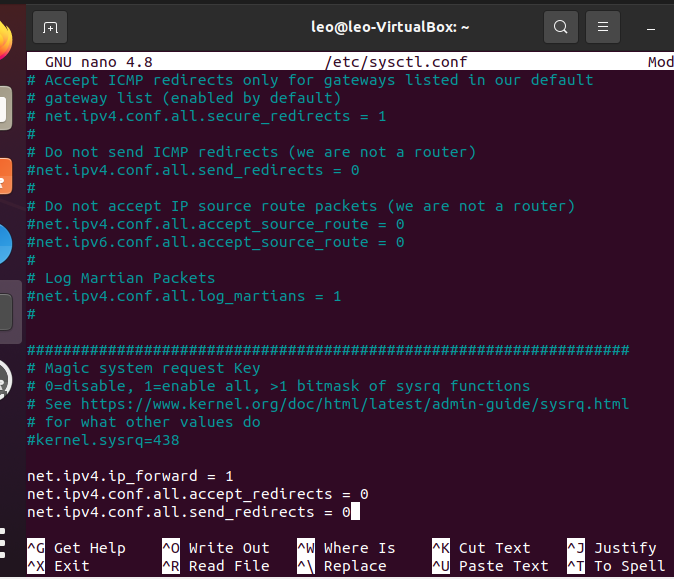 leo@leo-VirtualBox: ~
GNU nano 4.8 /etc/sysctl.conf Mod
# Accept ICMP redirects only for gateways listed in our default
# gateway list (enabled by default)
# net.ipv4.conf.all.secure_redirects = 1
#
# Do not send ICMP redirects (we are not a router)
#net.ipv4.conf.all.send_redirects = 0
#
# Do not accept IP source route packets (we are not a router)
#net.ipv4.conf.all.accept_source_route = 0
#net.ipv6.conf.all.accept_source_route = 0
#
# Log Martian Packets
#net.ipv4.conf.all.log_martians = 1
#
###################################################################
# Magic system request Key
# 0=disable, 1=enable all, >1 bitmask of sysrq functions
# See https://www.kernel.org/doc/html/latest/admin-guide/sysrq.html
# for what other values do
#kernel.sysrq=438
net.ipv4.ip_forward = 1
net.ipv4.conf.all.accept_redirects = 0
net.ipv4.conf.all.send_redirects = 0
^G Get Help ^O Write Out ^W Where Is ^K Cut Text ^J Justify
^X Exit ^R Read File ^\ Replace ^U Paste Text ^T To Spell